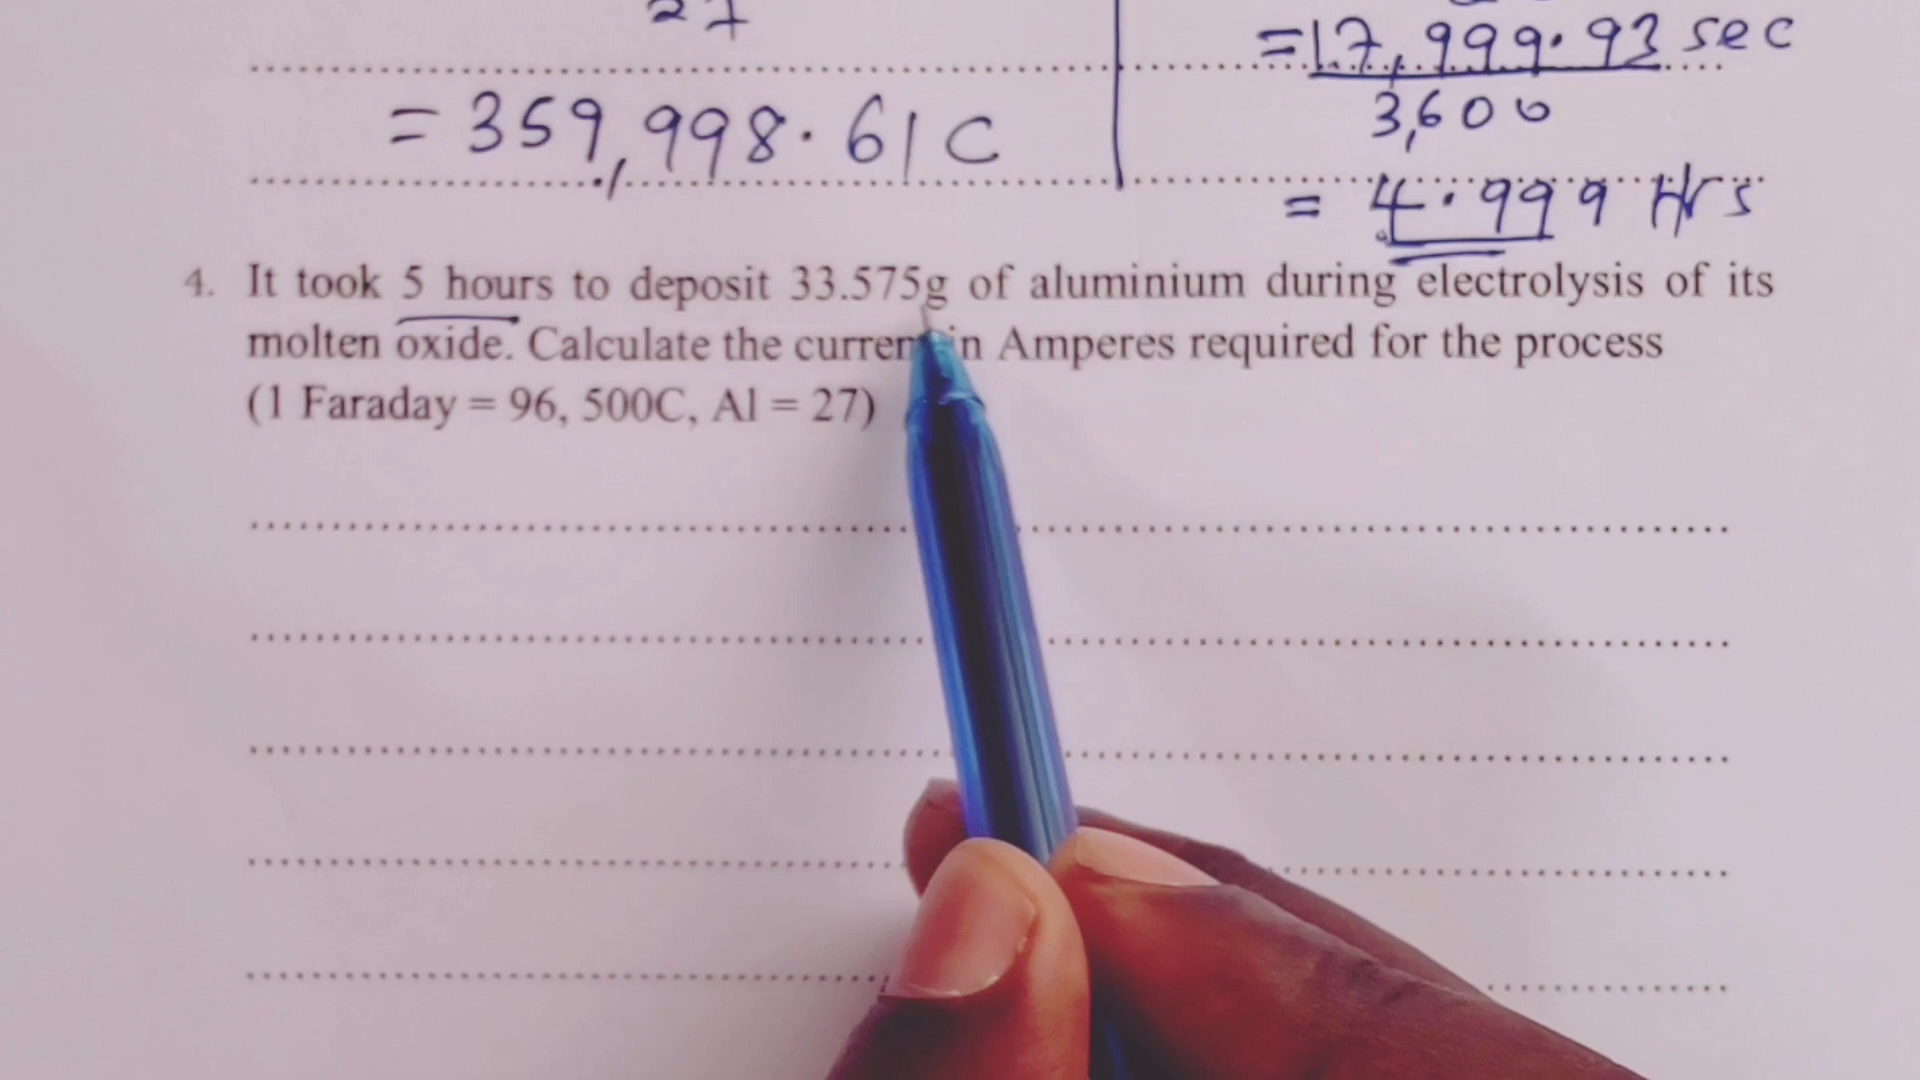 27
= 359,998.61 C
= 17,999.93 sec
3,600
= 4.999 Hrs
4. It took 5 hours to deposit 33.575g of aluminium during electrolysis of its
molten oxide. Calculate the current in Amperes required for the process
(1 Faraday = 96, 500C, Al = 27)